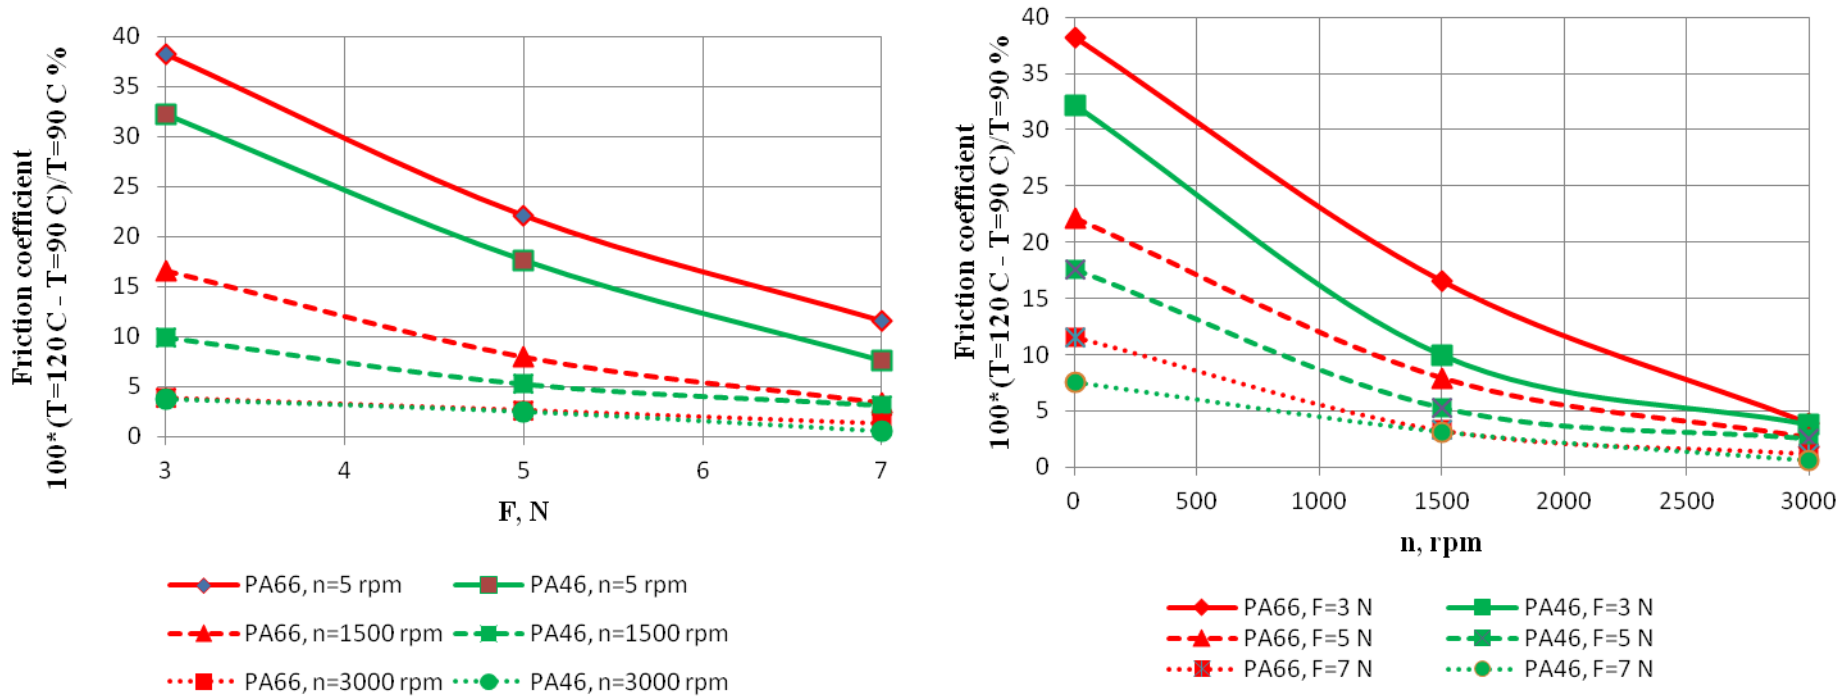 Friction coefficient
100*(T=120 C - T=90 C)/T=90 C %
40
35
30
25
20
15
10
5
0
3 4 5 6 7
F, N
PA66, n=5 rpm PA46, n=5 rpm
PA66, n=1500 rpm PA46, n=1500 rpm
PA66, n=3000 rpm PA46, n=3000 rpm
Friction coefficient
100*(T=120 C - T=90 C)/T=90 %
40
35
30
25
20
15
10
5
0
0 500 1000 1500 2000 2500 3000
n, rpm
PA66, F=3 N PA46, F=3 N
PA66, F=5 N PA46, F=5 N
PA66, F=7 N PA46, F=7 N